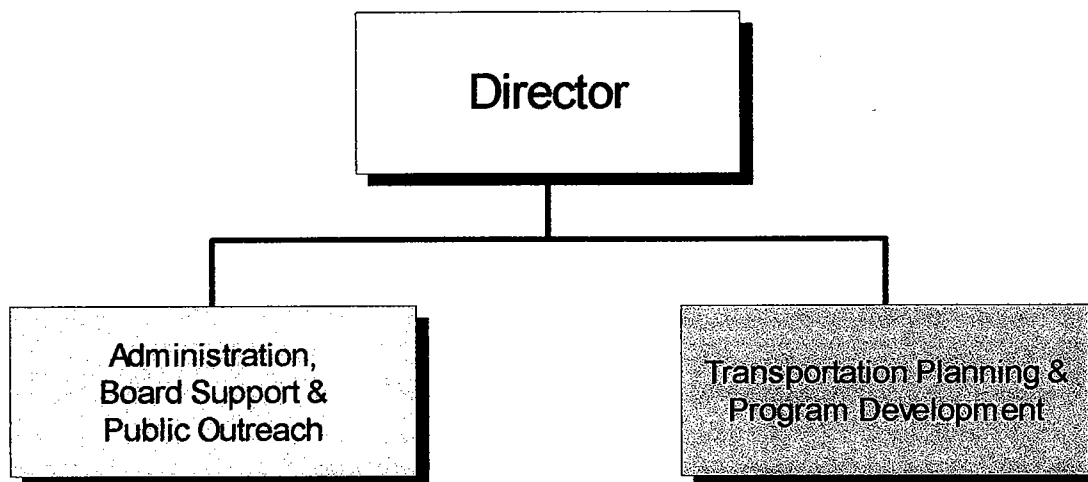 Director
Administration,
Board Support &
Public Outreach
Transportation Planning &
Program Development